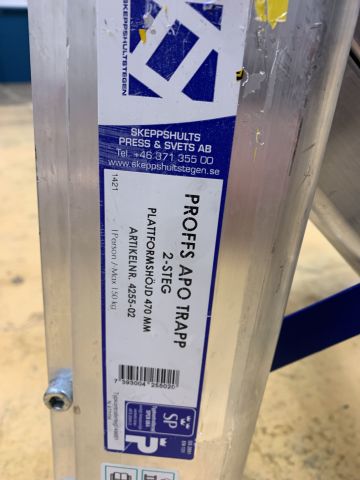 SKEPPSHULTSTEGEN
SKEPPSHULTS
PRESS & SVETS AB
Tel. +46 371 355 00
www.skeppshultstegen.se
PROFFS APO TRAPP
2-STEG
PLATTFORMSHÖJD 470 MM
ARTIKELNR. 4255-02
1421
1 Person / Max 150 kg
7 393004 255020
SP
P